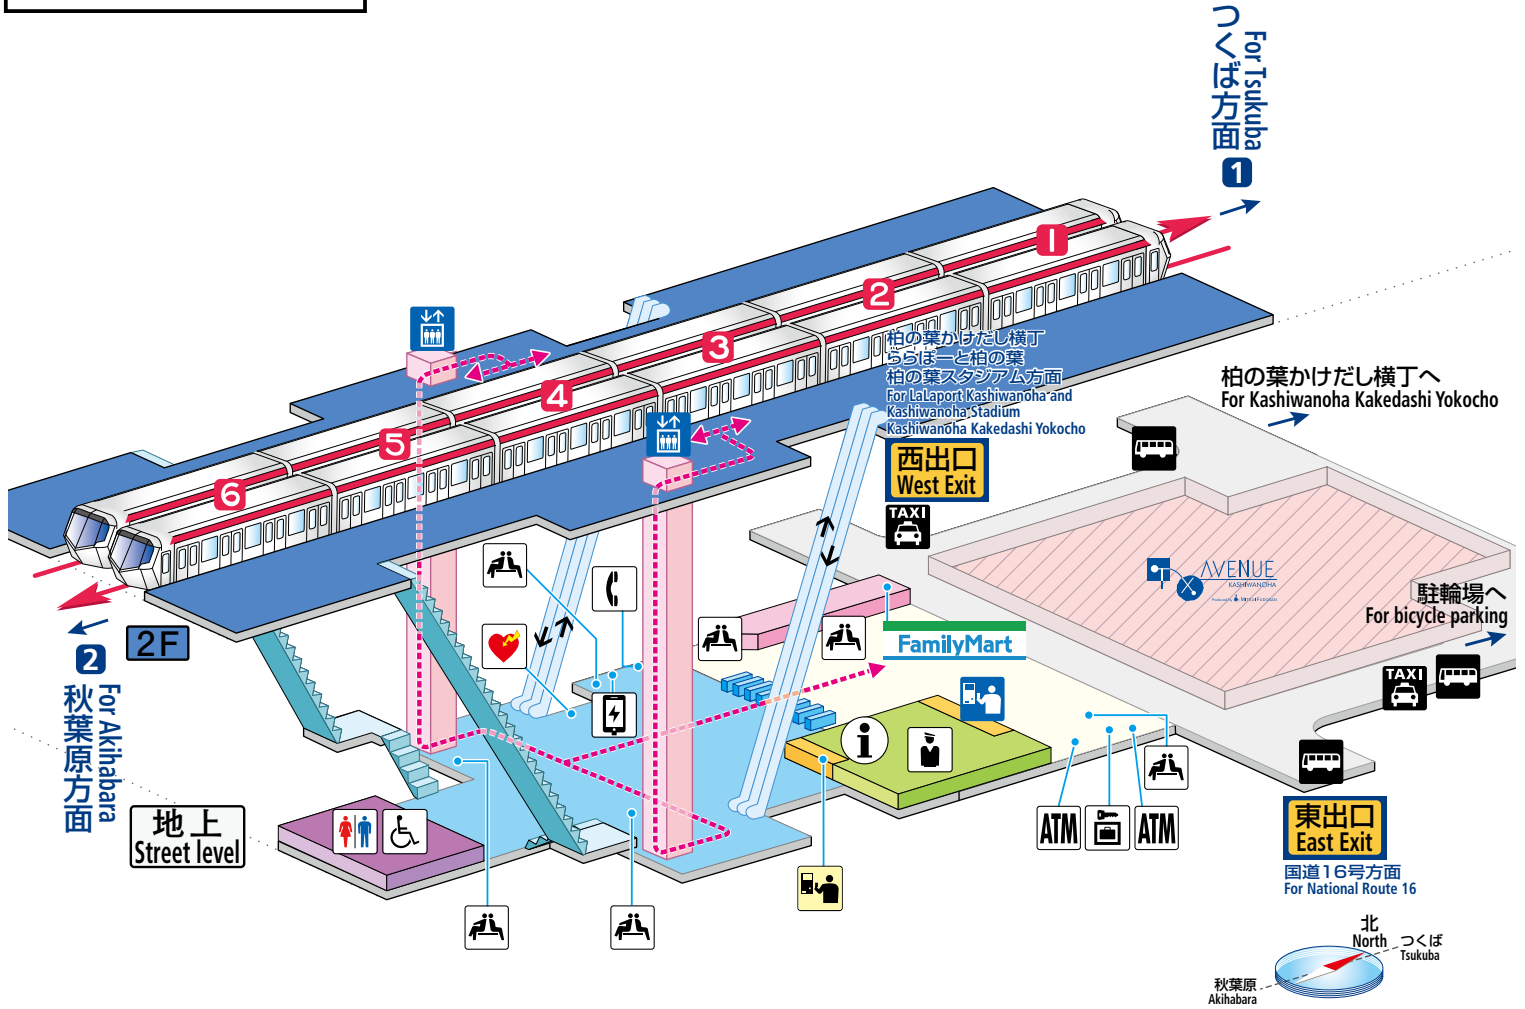 つくば方面
For Tsukuba
1
1
2
3
4
5
6
柏の葉かけだし横丁
ららぽーと柏の葉
柏の葉スタジアム方面
For LaLaport Kashiwanoha and
Kashiwanoha Stadium
Kashiwanoha Kakedashi Yokocho
西出口
West Exit
TAXI
柏の葉かけだし横丁へ
For Kashiwanoha Kakedashi Yokocho
AVENUE
KASHIWANOHA
Produced by MITSUI FUDOSAN
駐輪場へ
For bicycle parking
TAXI
2F
2
秋葉原方面
For Akihabara
FamilyMart
i
地上
Street level
ATM
ATM
東出口
East Exit
国道16号方面
For National Route 16
北
North
つくば
Tsukuba
秋葉原
Akihabara